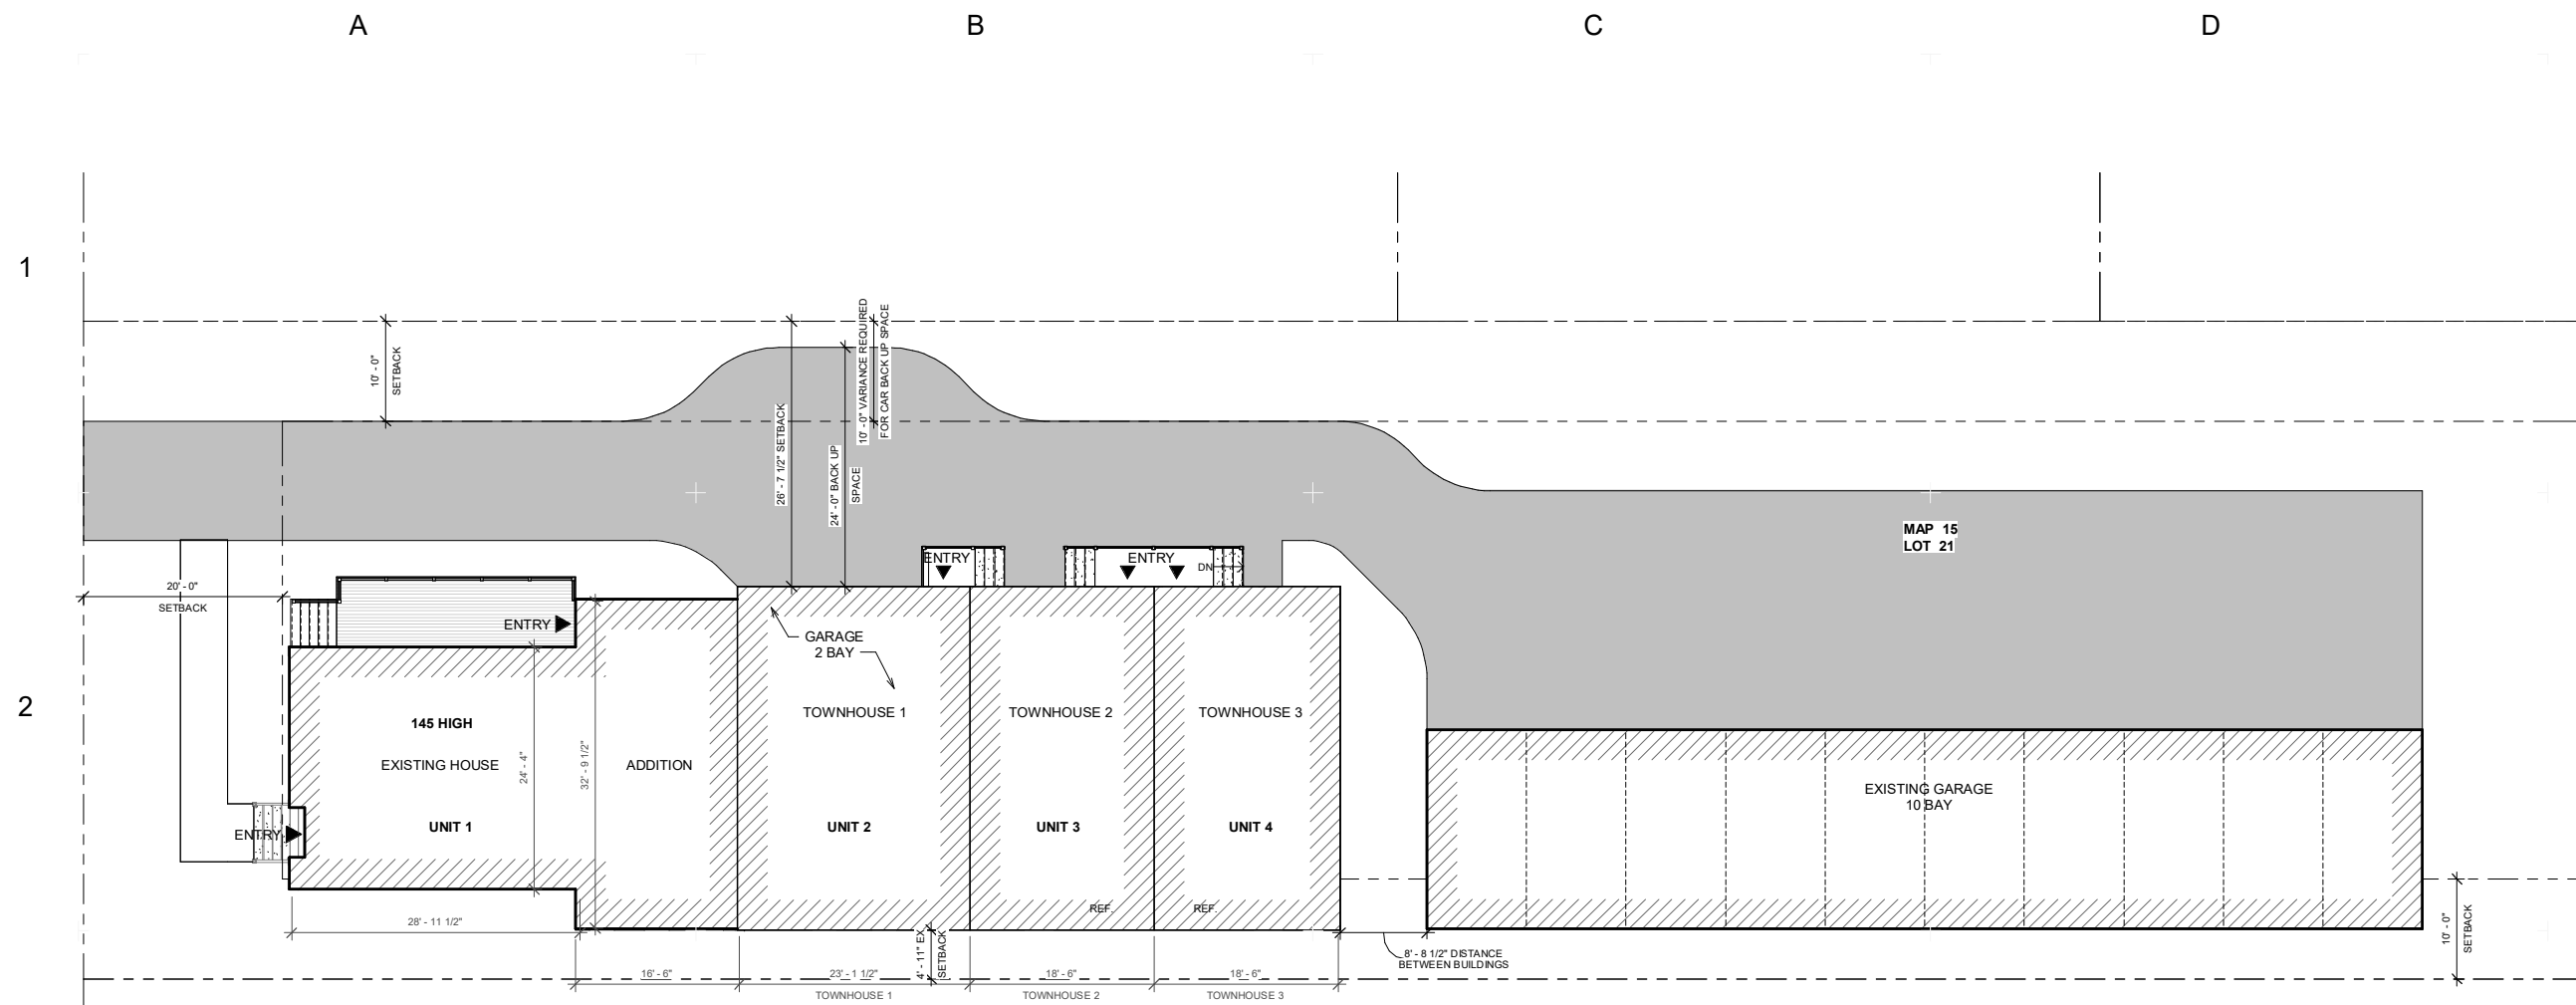 A
B
C
D
1
10' - 0"
SETBACK
26' - 7 1/2" SETBACK
24' - 0" BACK UP
SPACE
10' - 0" VARIANCE REQUIRED
FOR CAR BACK UP SPACE
MAP 15
LOT 21
ENTRY
ENTRY
DN
20' - 0"
SETBACK
ENTRY
GARAGE
2 BAY
2
145 HIGH
EXISTING HOUSE
24' - 4"
32' - 9 1/2"
ADDITION
TOWNHOUSE 1
TOWNHOUSE 2
TOWNHOUSE 3
EXISTING GARAGE
10 BAY
ENTRY
UNIT 1
UNIT 2
UNIT 3
UNIT 4
REF.
REF.
28' - 11 1/2"
4' - 11" EX
SETBACK
10' - 0"
SETBACK
8' - 8 1/2" DISTANCE
BETWEEN BUILDINGS
16' - 6"
23' - 1 1/2"
18' - 6"
18' - 6"
TOWNHOUSE 1
TOWNHOUSE 2
TOWNHOUSE 3